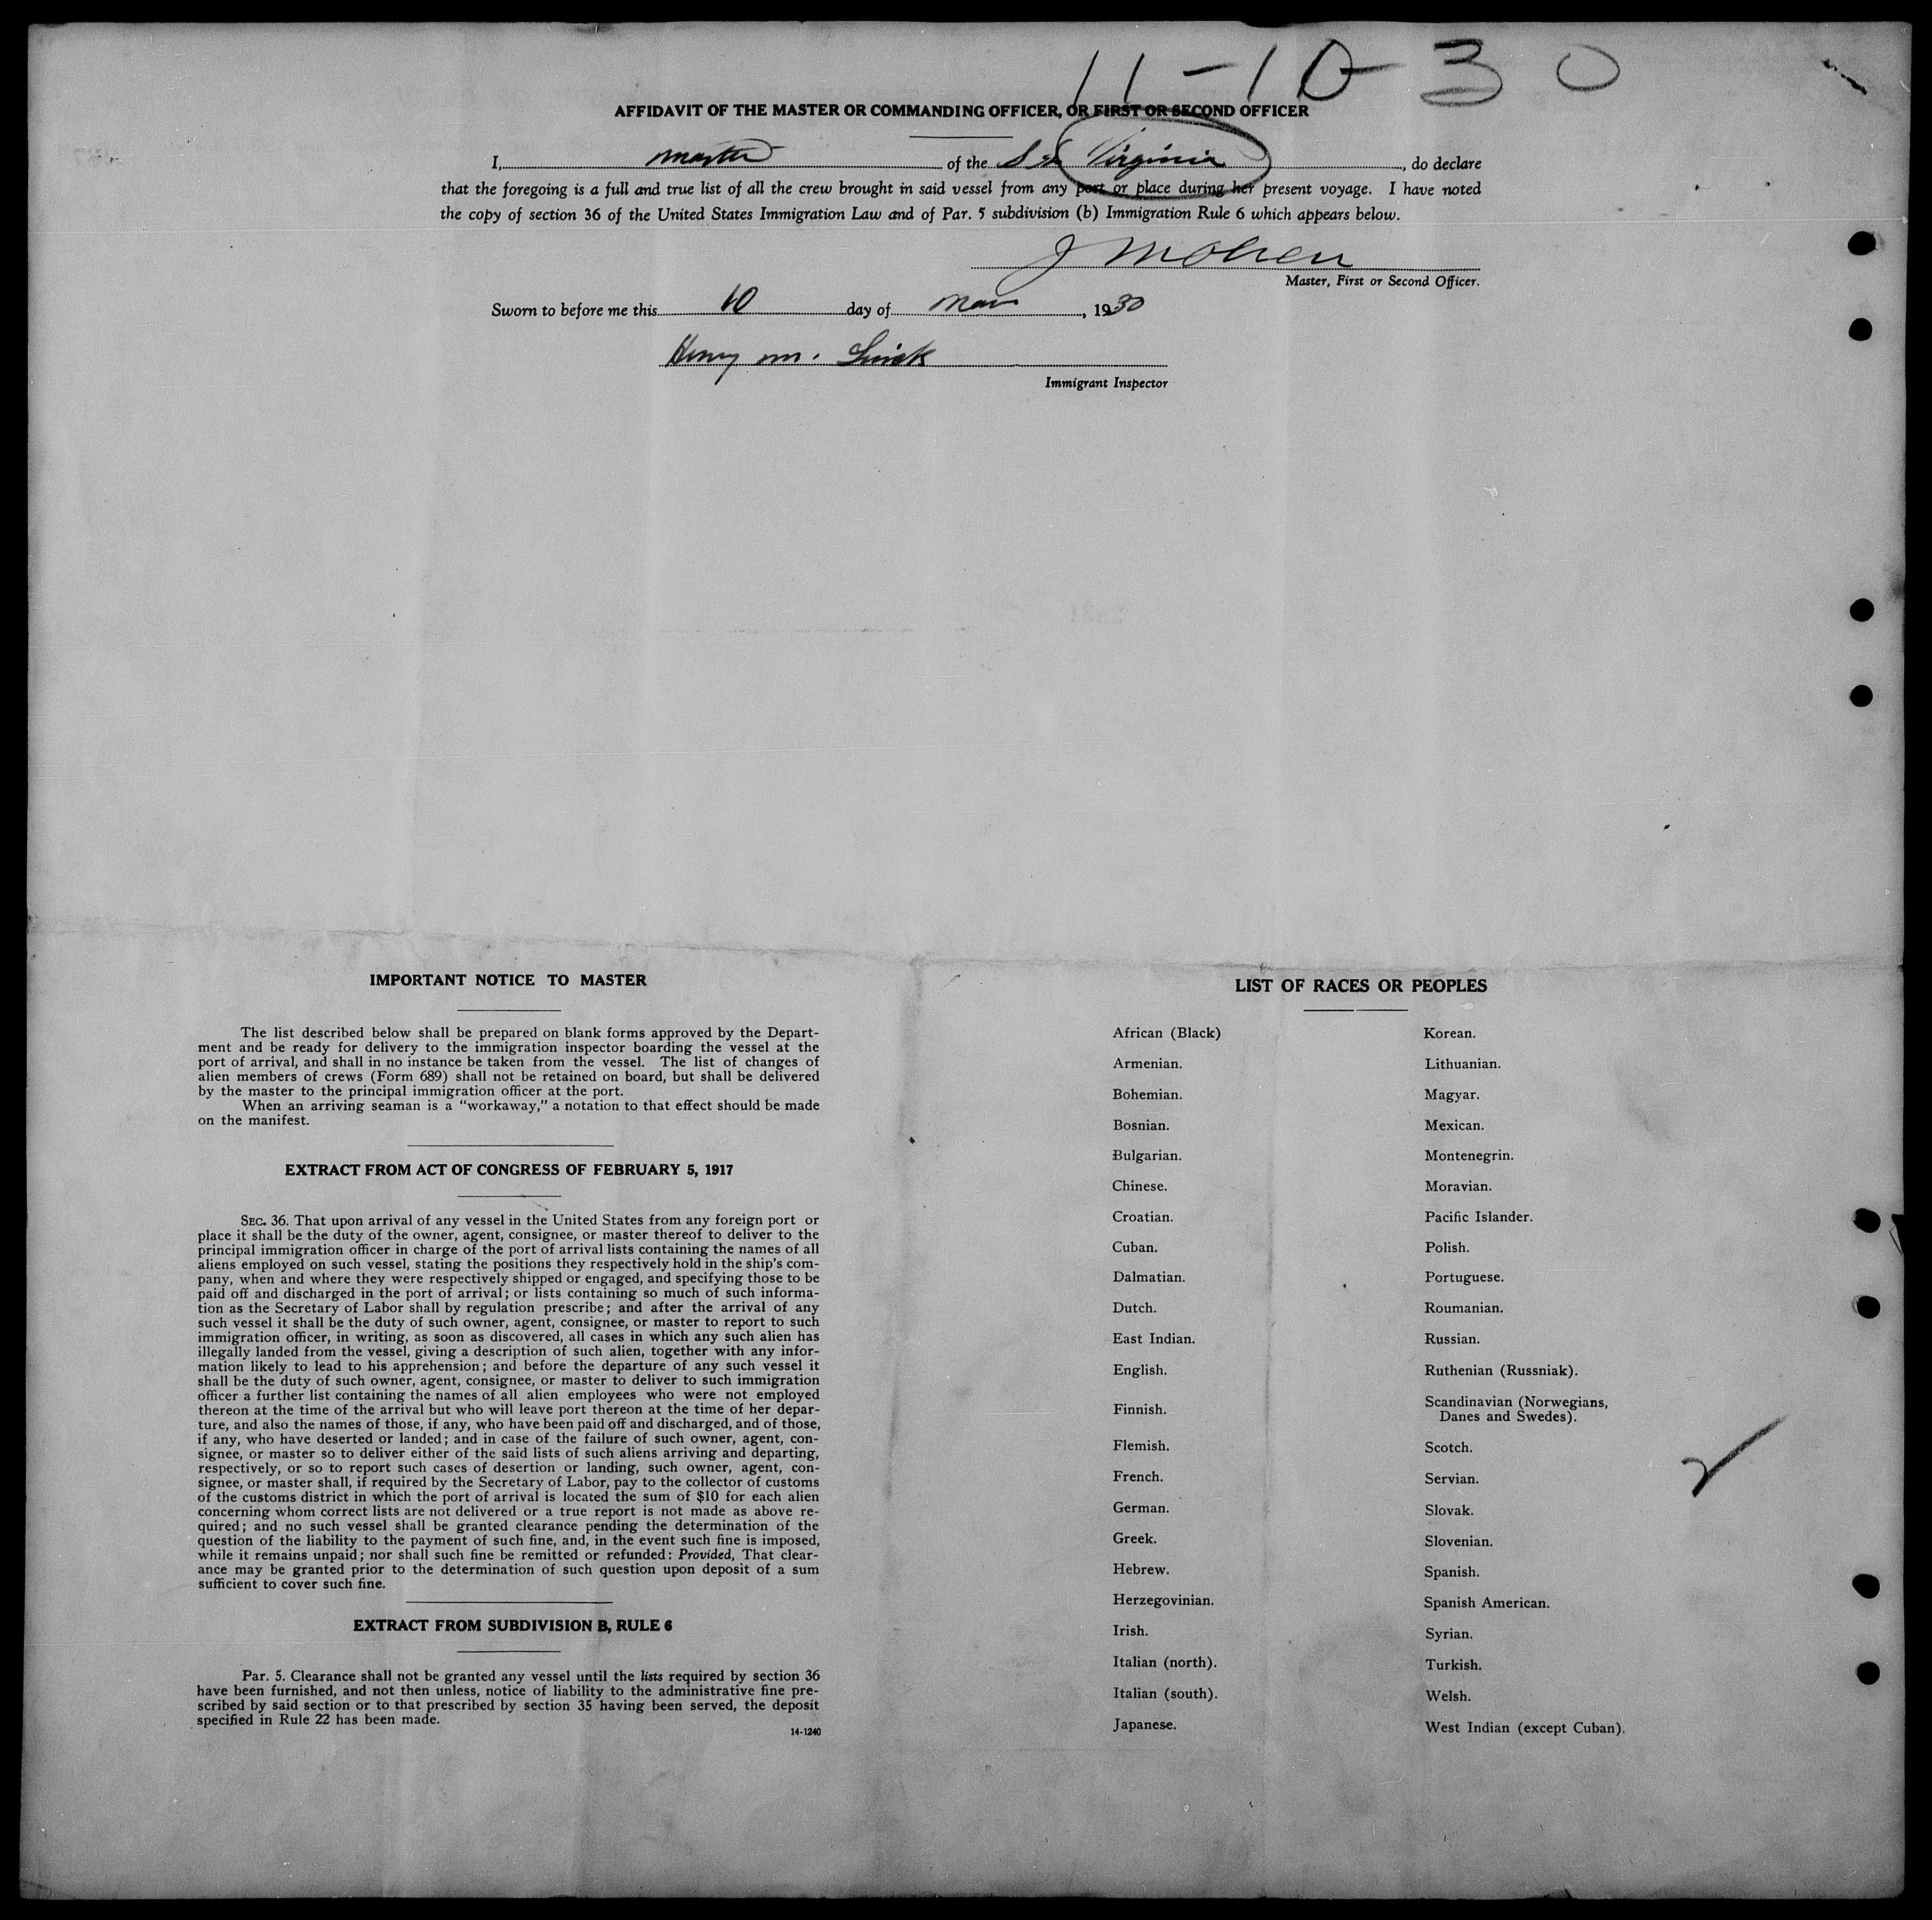 11-10-30
AFFIDAVIT OF THE MASTER OR COMMANDING OFFICER, OR FIRST OR SECOND OFFICER
I, master of the S.S. Virginia, do declare
that the foregoing is a full and true list of all the crew brought in said vessel from any port or place during her present voyage. I have noted
the copy of section 36 of the United States Immigration Law and of Par. 5 subdivision (b) Immigration Rule 6 which appears below.
J
Master, First or Second Officer.
Sworn to before me this 10 day of Nov, 1930
Henry M.
Immigrant Inspector
IMPORTANT NOTICE TO MASTER
The list described below shall be prepared on blank forms approved by the Depart-
ment and be ready for delivery to the immigration inspector boarding the vessel at the
port of arrival, and shall in no instance be taken from the vessel. The list of changes of
alien members of crews (Form 689) shall not be retained on board, but shall be delivered
by the master to the principal immigration officer at the port.
When an arriving seaman is a “workaway,” a notation to that effect should be made
on the manifest.
EXTRACT FROM ACT OF CONGRESS OF FEBRUARY 5, 1917
SEC. 36. That upon arrival of any vessel in the United States from any foreign port or
place it shall be the duty of the owner, agent, consignee, or master thereof to deliver to the
principal immigration officer in charge of the port of arrival lists containing the names of all
aliens employed on such vessel, stating the positions they respectively hold in the ship's com-
pany, when and where they were respectively shipped or engaged, and specifying those to be
paid off and discharged in the port of arrival; or lists containing so much of such informa-
tion as the Secretary of Labor shall by regulation prescribe; and after the arrival of any
such vessel it shall be the duty of such owner, agent, consignee, or master to report to such
immigration officer, in writing, as soon as discovered, all cases in which any such alien has
illegally landed from the vessel, giving a description of such alien, together with any infor-
mation likely to lead to his apprehension; and before the departure of any such vessel it
shall be the duty of such owner, agent, consignee, or master to deliver to such immigration
officer a further list containing the names of all alien employees who were not employed
thereon at the time of the arrival but who will leave port thereon at the time of her depar-
ture, and also the names of those, if any, who have been paid off and discharged, and of those,
if any, who have deserted or landed; and in case of the failure of such owner, agent, con-
signee, or master so to deliver either of the said lists of such aliens arriving and departing,
respectively, or so to report such cases of desertion or landing, such owner, agent, con-
signee, or master shall, if required by the Secretary of Labor, pay to the collector of customs
of the customs district in which the port of arrival is located the sum of $10 for each alien
concerning whom correct lists are not delivered or a true report is not made as above re-
quired; and no such vessel shall be granted clearance pending the determination of the
question of the liability to the payment of such fine, and, in the event such fine is imposed,
while it remains unpaid; nor shall such fine be remitted or refunded: Provided, That clear-
ance may be granted prior to the determination of such question upon deposit of a sum
sufficient to cover such fine.
EXTRACT FROM SUBDIVISION B, RULE 6
Par. 5. Clearance shall not be granted any vessel until the lists required by section 36
have been furnished, and not then unless, notice of liability to the administrative fine pre-
scribed by said section or to that prescribed by section 35 having been served, the deposit
specified in Rule 22 has been made.
14-1240
LIST OF RACES OR PEOPLES
African (Black)
Armenian.
Bohemian.
Bosnian.
Bulgarian.
Chinese.
Croatian.
Cuban.
Dalmatian.
Dutch.
East Indian.
English.
Finnish.
Flemish.
French.
German.
Greek.
Hebrew.
Herzegovinian.
Irish.
Italian (north).
Italian (south).
Japanese.
Korean.
Lithuanian.
Magyar.
Mexican.
Montenegrin.
Moravian.
Pacific Islander.
Polish.
Portuguese.
Roumanian.
Russian.
Ruthenian (Russniak).
Scandinavian (Norwegians,
Danes and Swedes).
Scotch.
Servian.
Slovak.
Slovenian.
Spanish.
Spanish American.
Syrian.
Turkish.
Welsh.
West Indian (except Cuban).